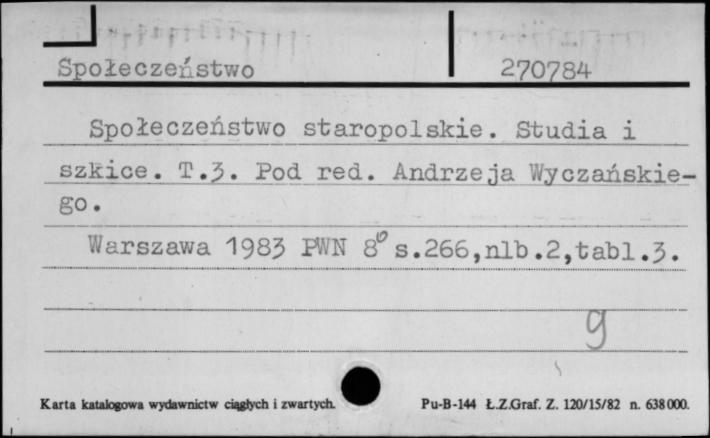 Społeczeństwo 270784
Społeczeństwo staropolskie. Studia i
szkice. T.3. Pod red. Andrzeja Wyczańskie-
go.
Warszawa 1983 PWN 8° s.266,nlb.2,tabl.3.
g
Karta katalogowa wydawnictw ciągłych i zwartych. Pu-B-144 Ł.Z.Graf. Z. 120/15/82 n. 638000.